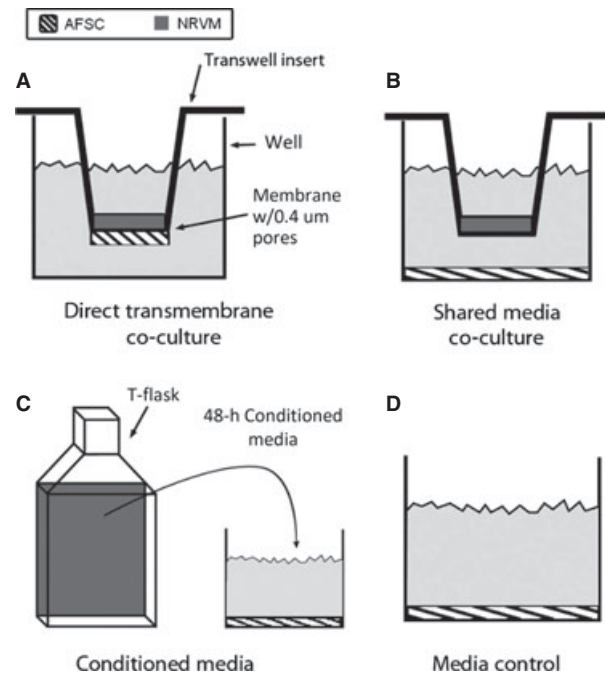 AFSC NRVM
A
Transwell insert
Well
Membrane
w/0.4 um
pores
Direct transmembrane
co-culture
B
Shared media
co-culture
C
T-flask
48-h Conditioned
media
Conditioned media
D
Media control